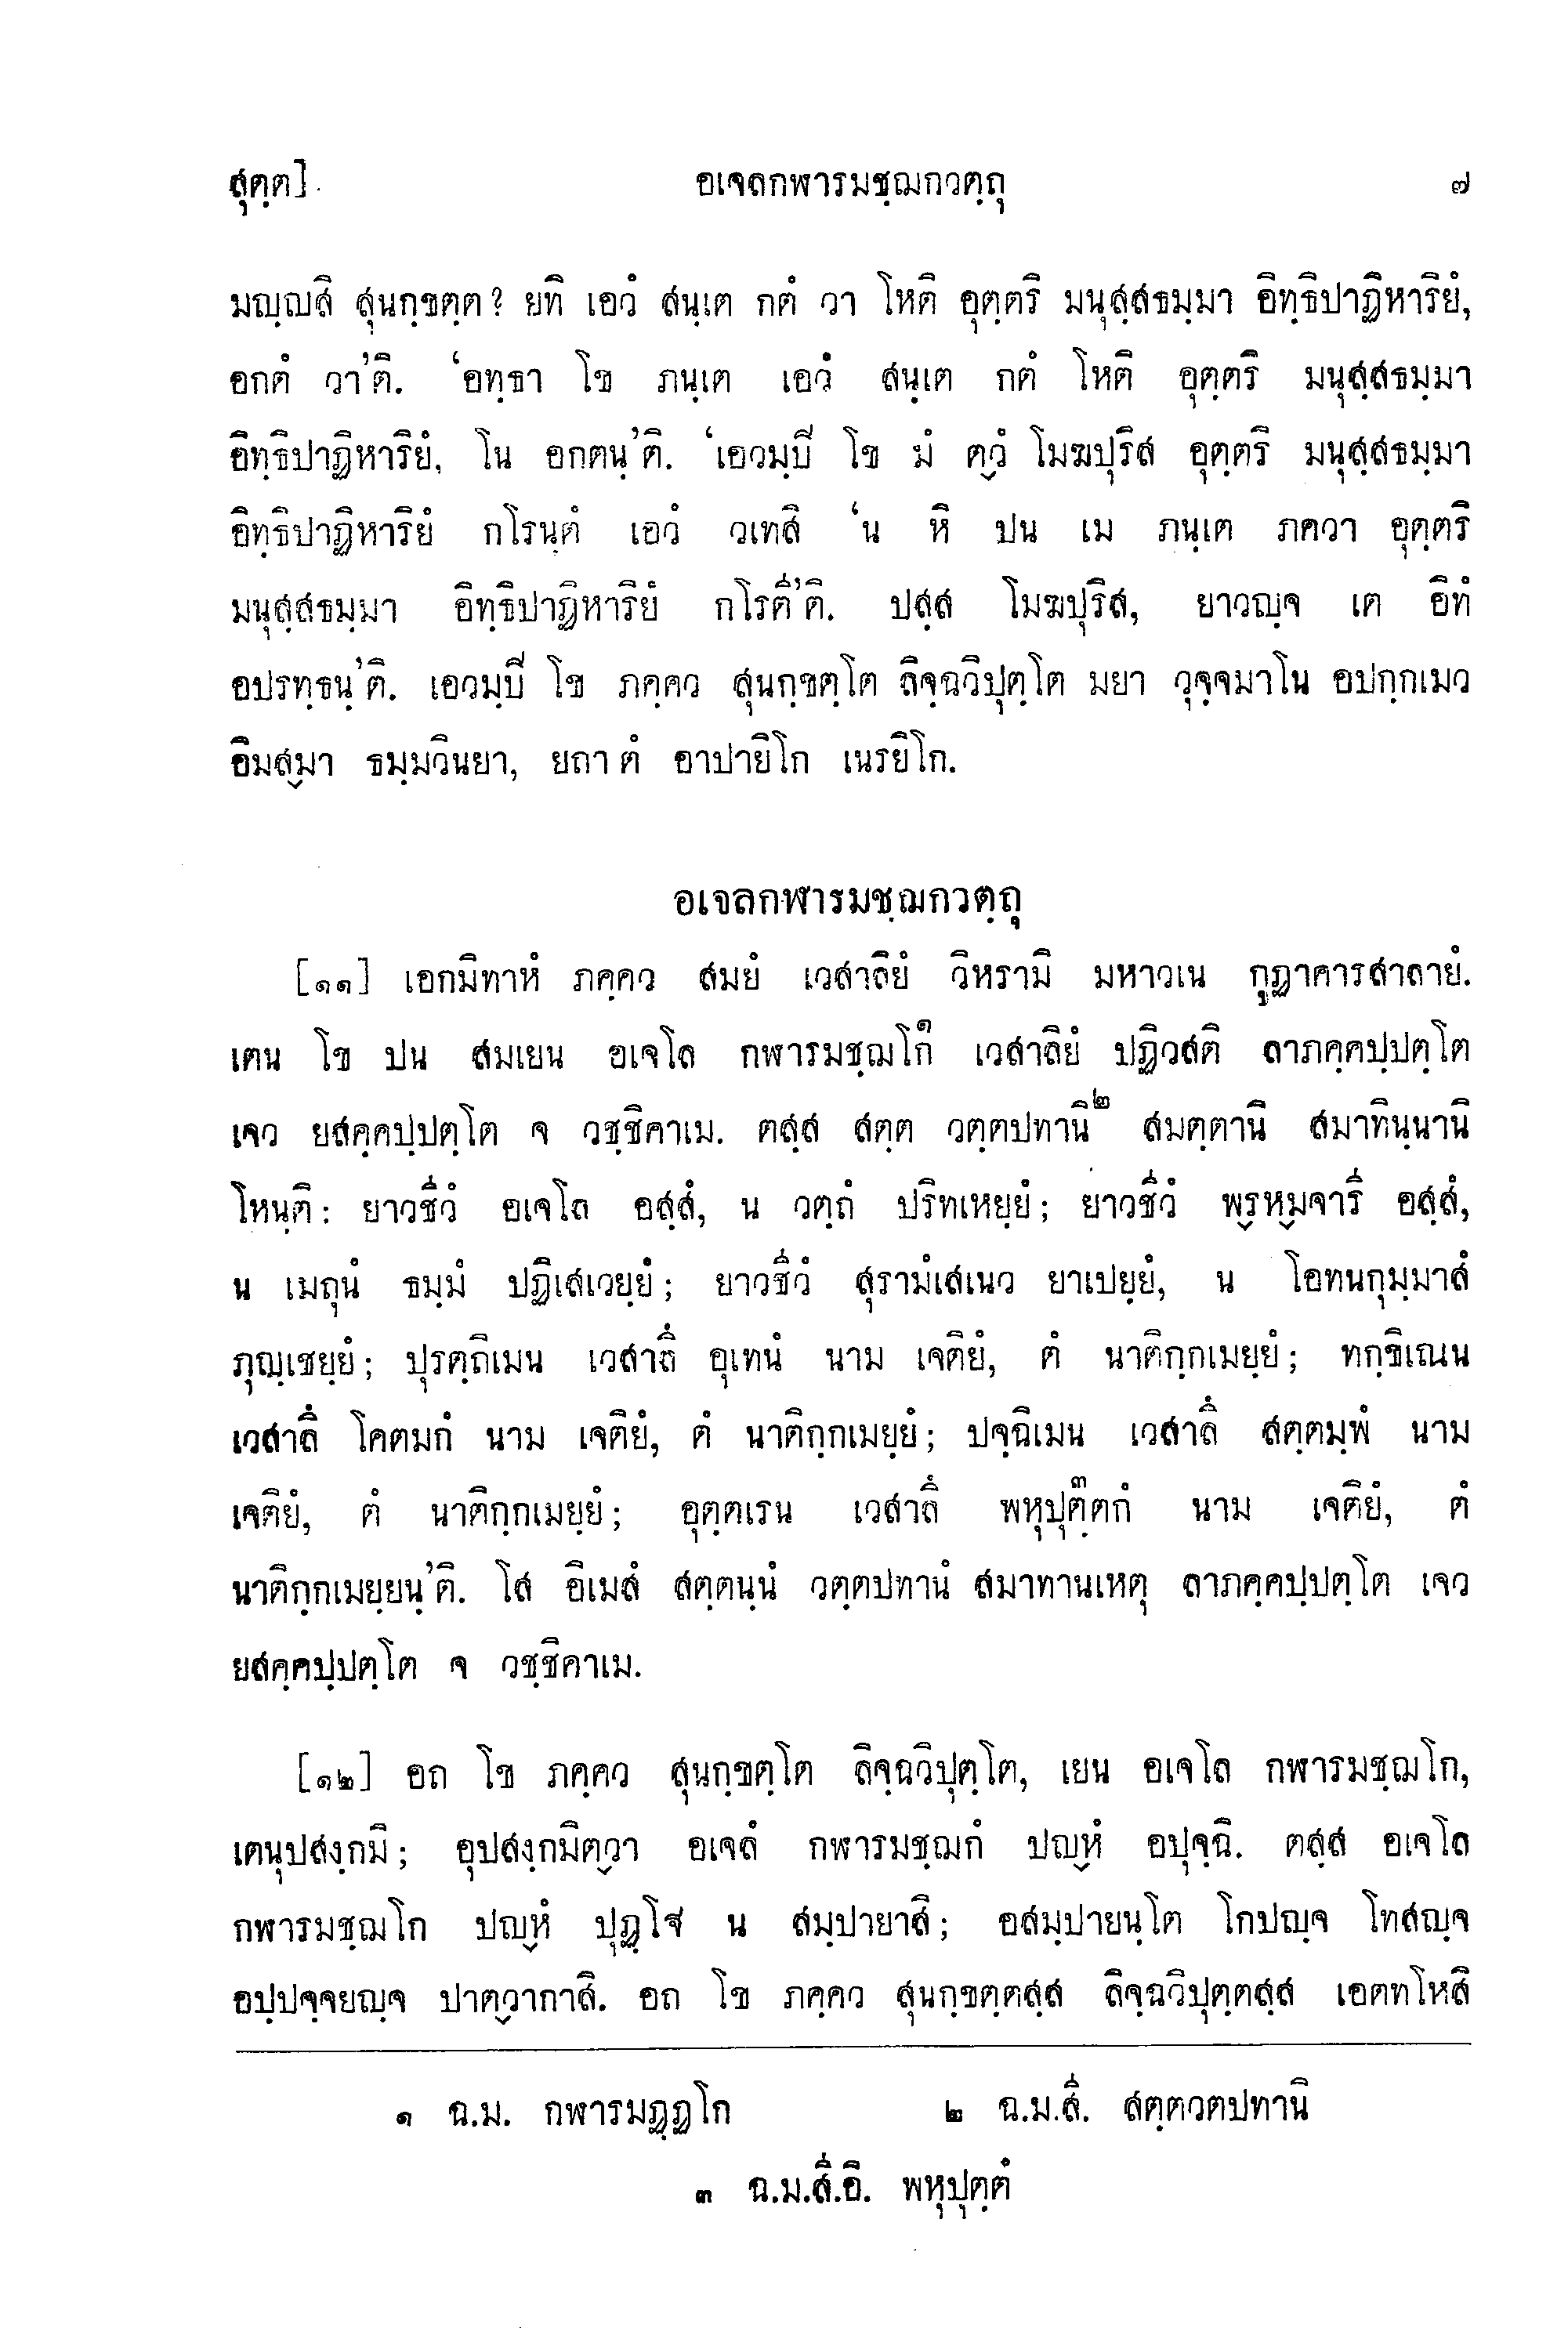 สุตฺต] อเจลกฬารมชฺฌกวตฺถุ ๗
มญฺญสิ สุนกฺขตฺต? ยทิ เอวํ สนฺเต กตํ วา โหติ อุตฺตริ มนุสฺสธมฺมา อิทฺธิปาฏิหาริยํ,
อกตํ วา’ติ. ‘อทฺธา โข ภนฺเต เอวํ สนฺเต กตํ โหติ อุตฺตริ มนุสฺสธมฺมา
อิทฺธิปาฏิหาริยํ, โน อกตนฺ’ติ. ‘เอวมฺปิ โข มํ ตฺวํ โมฆปุริส อุตฺตริ มนุสฺสธมฺมา
อิทฺธิปาฏิหาริยํ กโรนฺตํ เอวํ วเทสิ ‘น หิ ปน เม ภนฺเต ภควา อุตฺตริ
มนุสฺสธมฺมา อิทฺธิปาฏิหาริยํ กโรตี’ติ. ปสฺส โมฆปุริส, ยาวญฺจ เต อิทํ
อปรทฺธนฺ’ติ. เอวมฺปิ โข ภคฺคว สุนกฺขตฺโต ลิจฺฉวิปุตฺโต มยา วุจฺจมาโน อปกฺกเมว
อิมสฺมา ธมฺมวินยา, ยถา ตํ อาปายิโก เนรยิโก.
อเจลกฬารมชฺฌกวตฺถุ
[๑๑] เอกมิทาหํ ภคฺคว สมยํ เวสาลิยํ วิหรามิ มหาวเน กูฏาคารสาลายํ.
เตน โข ปน สมเยน อเจโล กฬารมชฺฌโก๑ เวสาลิยํ ปฏิวสติ ลาภคฺคปฺปตฺโต
เจว ยสคฺคปฺปตฺโต จ วชฺชิคาเม. ตสฺส สตฺต วตฺตปทานิ๒ สมตฺตานิ สมาทินฺนานิ
โหนฺติ: ยาวชีวํ อเจโล อสฺสํ, น วตฺถํ ปริทเหยฺยํ; ยาวชีวํ พฺรหฺมจารี อสฺสํ,
น เมถุนํ ธมฺมํ ปฏิเสเวยฺยํ; ยาวชีวํ สุรามํเสเนว ยาเปยฺยํ, น โอทนกุมฺมาสํ
ภุญฺเชยฺยํ; ปุรตฺถิเมน เวสาลึ อุเทนํ นาม เจติยํ, ตํ นาติกฺกเมยฺยํ; ทกฺขิเณน
เวสาลึ โคตมกํ นาม เจติยํ, ตํ นาติกฺกเมยฺยํ; ปจฺฉิเมน เวสาลึ สตฺตมฺพํ นาม
เจติยํ, ตํ นาติกฺกเมยฺยํ; อุตฺตเรน เวสาลึ พหุปุตฺตกํ๓ นาม เจติยํ, ตํ
นาติกฺกเมยฺยนฺ’ติ. โส อิเมสํ สตฺตนฺนํ วตฺตปทานํ สมาทานเหตุ ลาภคฺคปฺปตฺโต เจว
ยสคฺคปฺปตฺโต จ วชฺชิคาเม.
[๑๒] อถ โข ภคฺคว สุนกฺขตฺโต ลิจฺฉวิปุตฺโต, เยน อเจโล กฬารมชฺฌโก,
เตนุปสงฺกมิ; อุปสงฺกมิตฺวา อเจลํ กฬารมชฺฌกํ ปญฺหํ อปุจฺฉิ. ตสฺส อเจโล
กฬารมชฺฌโก ปญฺหํ ปุฏฺโฐ น สมฺปายาสิ; อสมฺปายนฺโต โกปญฺจ โทสญฺจ
อปฺปจฺจยญฺจ ปาตฺวากาสิ. อถ โข ภคฺคว สุนกฺขตฺตสฺส ลิจฺฉวิปุตฺตสฺส เอตทโหสิ
๑ ฉ.ม. กฬารมฏฺฏโก ๒ ฉ.ม.สี. สตฺตวตปทานิ
๓ ฉ.ม.สี.อิ. พหุปุตฺตํ